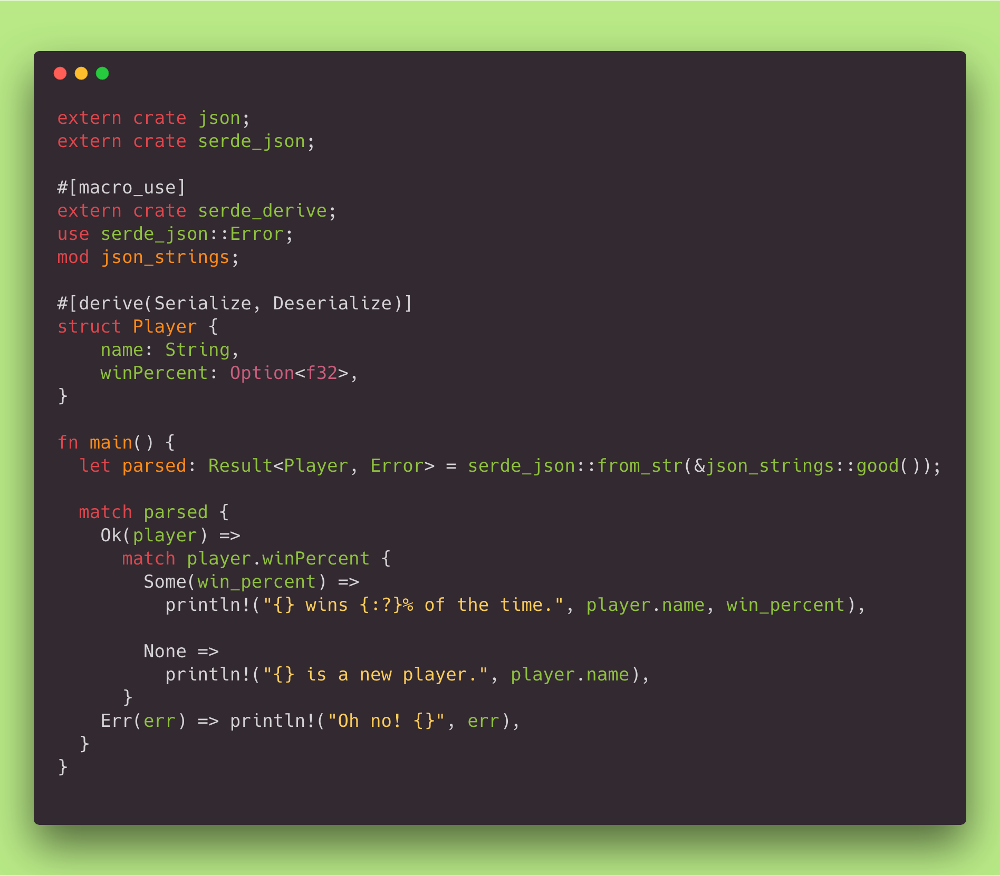 extern crate json;
extern crate serde_json;

#[macro_use]
extern crate serde_derive;
use serde_json::Error;
mod json_strings;

#[derive(Serialize, Deserialize)]
struct Player {
    name: String,
    winPercent: Option<f32>,
}

fn main() {
  let parsed: Result<Player, Error> = serde_json::from_str(&json_strings::good());

  match parsed {
    Ok(player) =>
      match player.winPercent {
        Some(win_percent) =>
          println!("{} wins {:?}% of the time.", player.name, win_percent),

        None =>
          println!("{} is a new player.", player.name),
      }
    Err(err) => println!("Oh no! {}", err),
  }
}